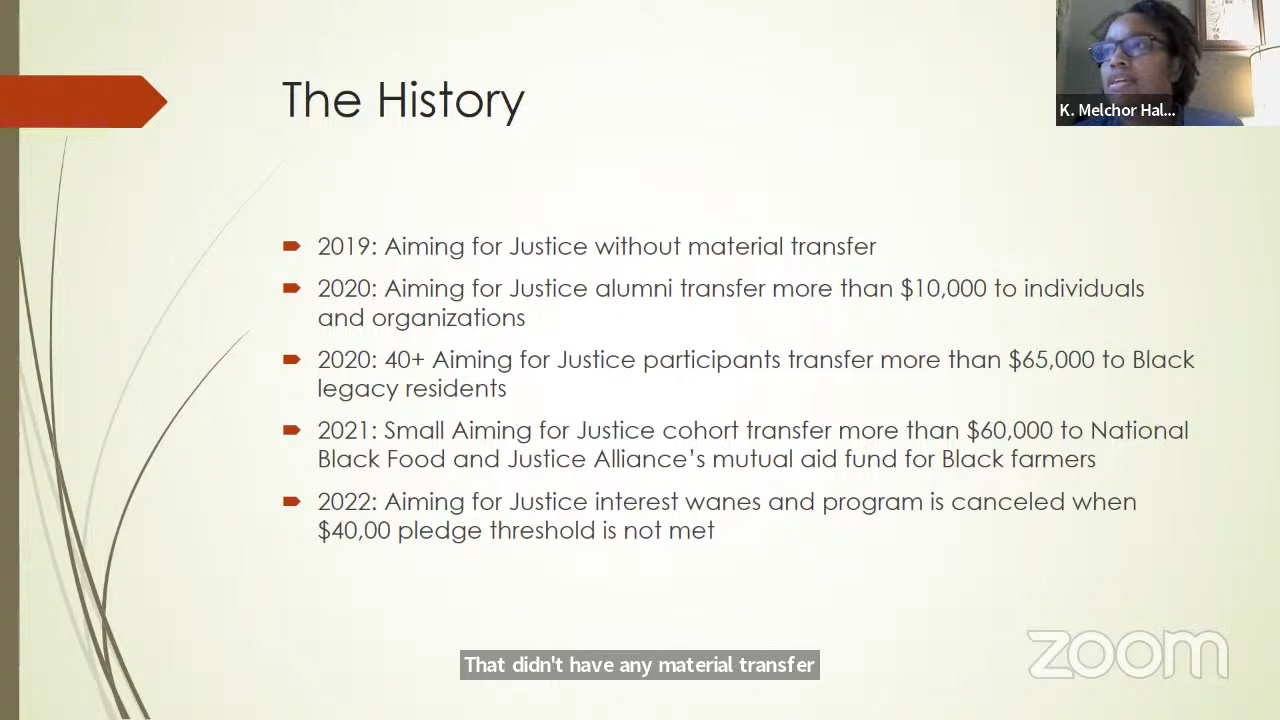 The History
K. Melchor Hal...
2019: Aiming for Justice without material transfer
2020: Aiming for Justice alumni transfer more than $10,000 to individuals
and organizations
2020: 40+ Aiming for Justice participants transfer more than $65,000 to Black
legacy residents
2021: Small Aiming for Justice cohort transfer more than $60,000 to National
Black Food and Justice Alliance’s mutual aid fund for Black farmers
2022: Aiming for Justice interest wanes and program is canceled when
$40,00 pledge threshold is not met
That didn't have any material transfer
zoom